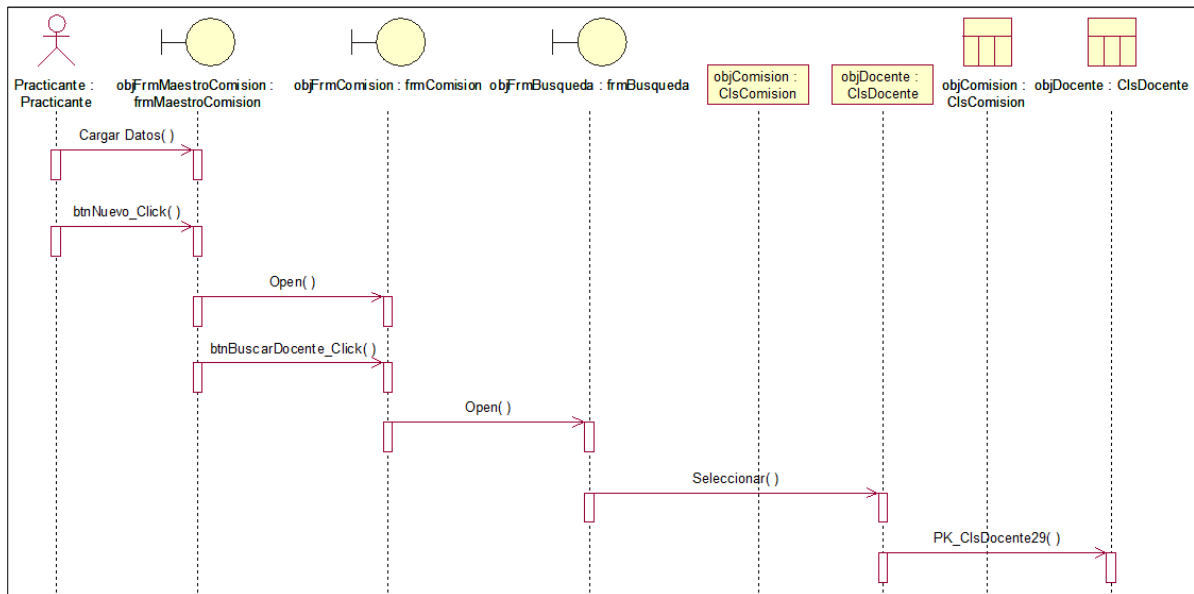 Practicante :
Practicante
objFrmMaestroComision :
frmMaestroComision
objFrmComision : frmComision
objFrmBusqueda : frmBusqueda
objComision :
ClsComision
objDocente :
ClsDocente
objComision :
ClsComision
objDocente : ClsDocente
Cargar Datos( )
btnNuevo_Click( )
Open( )
btnBuscarDocente_Click( )
Open( )
Seleccionar( )
PK_ClsDocente29( )